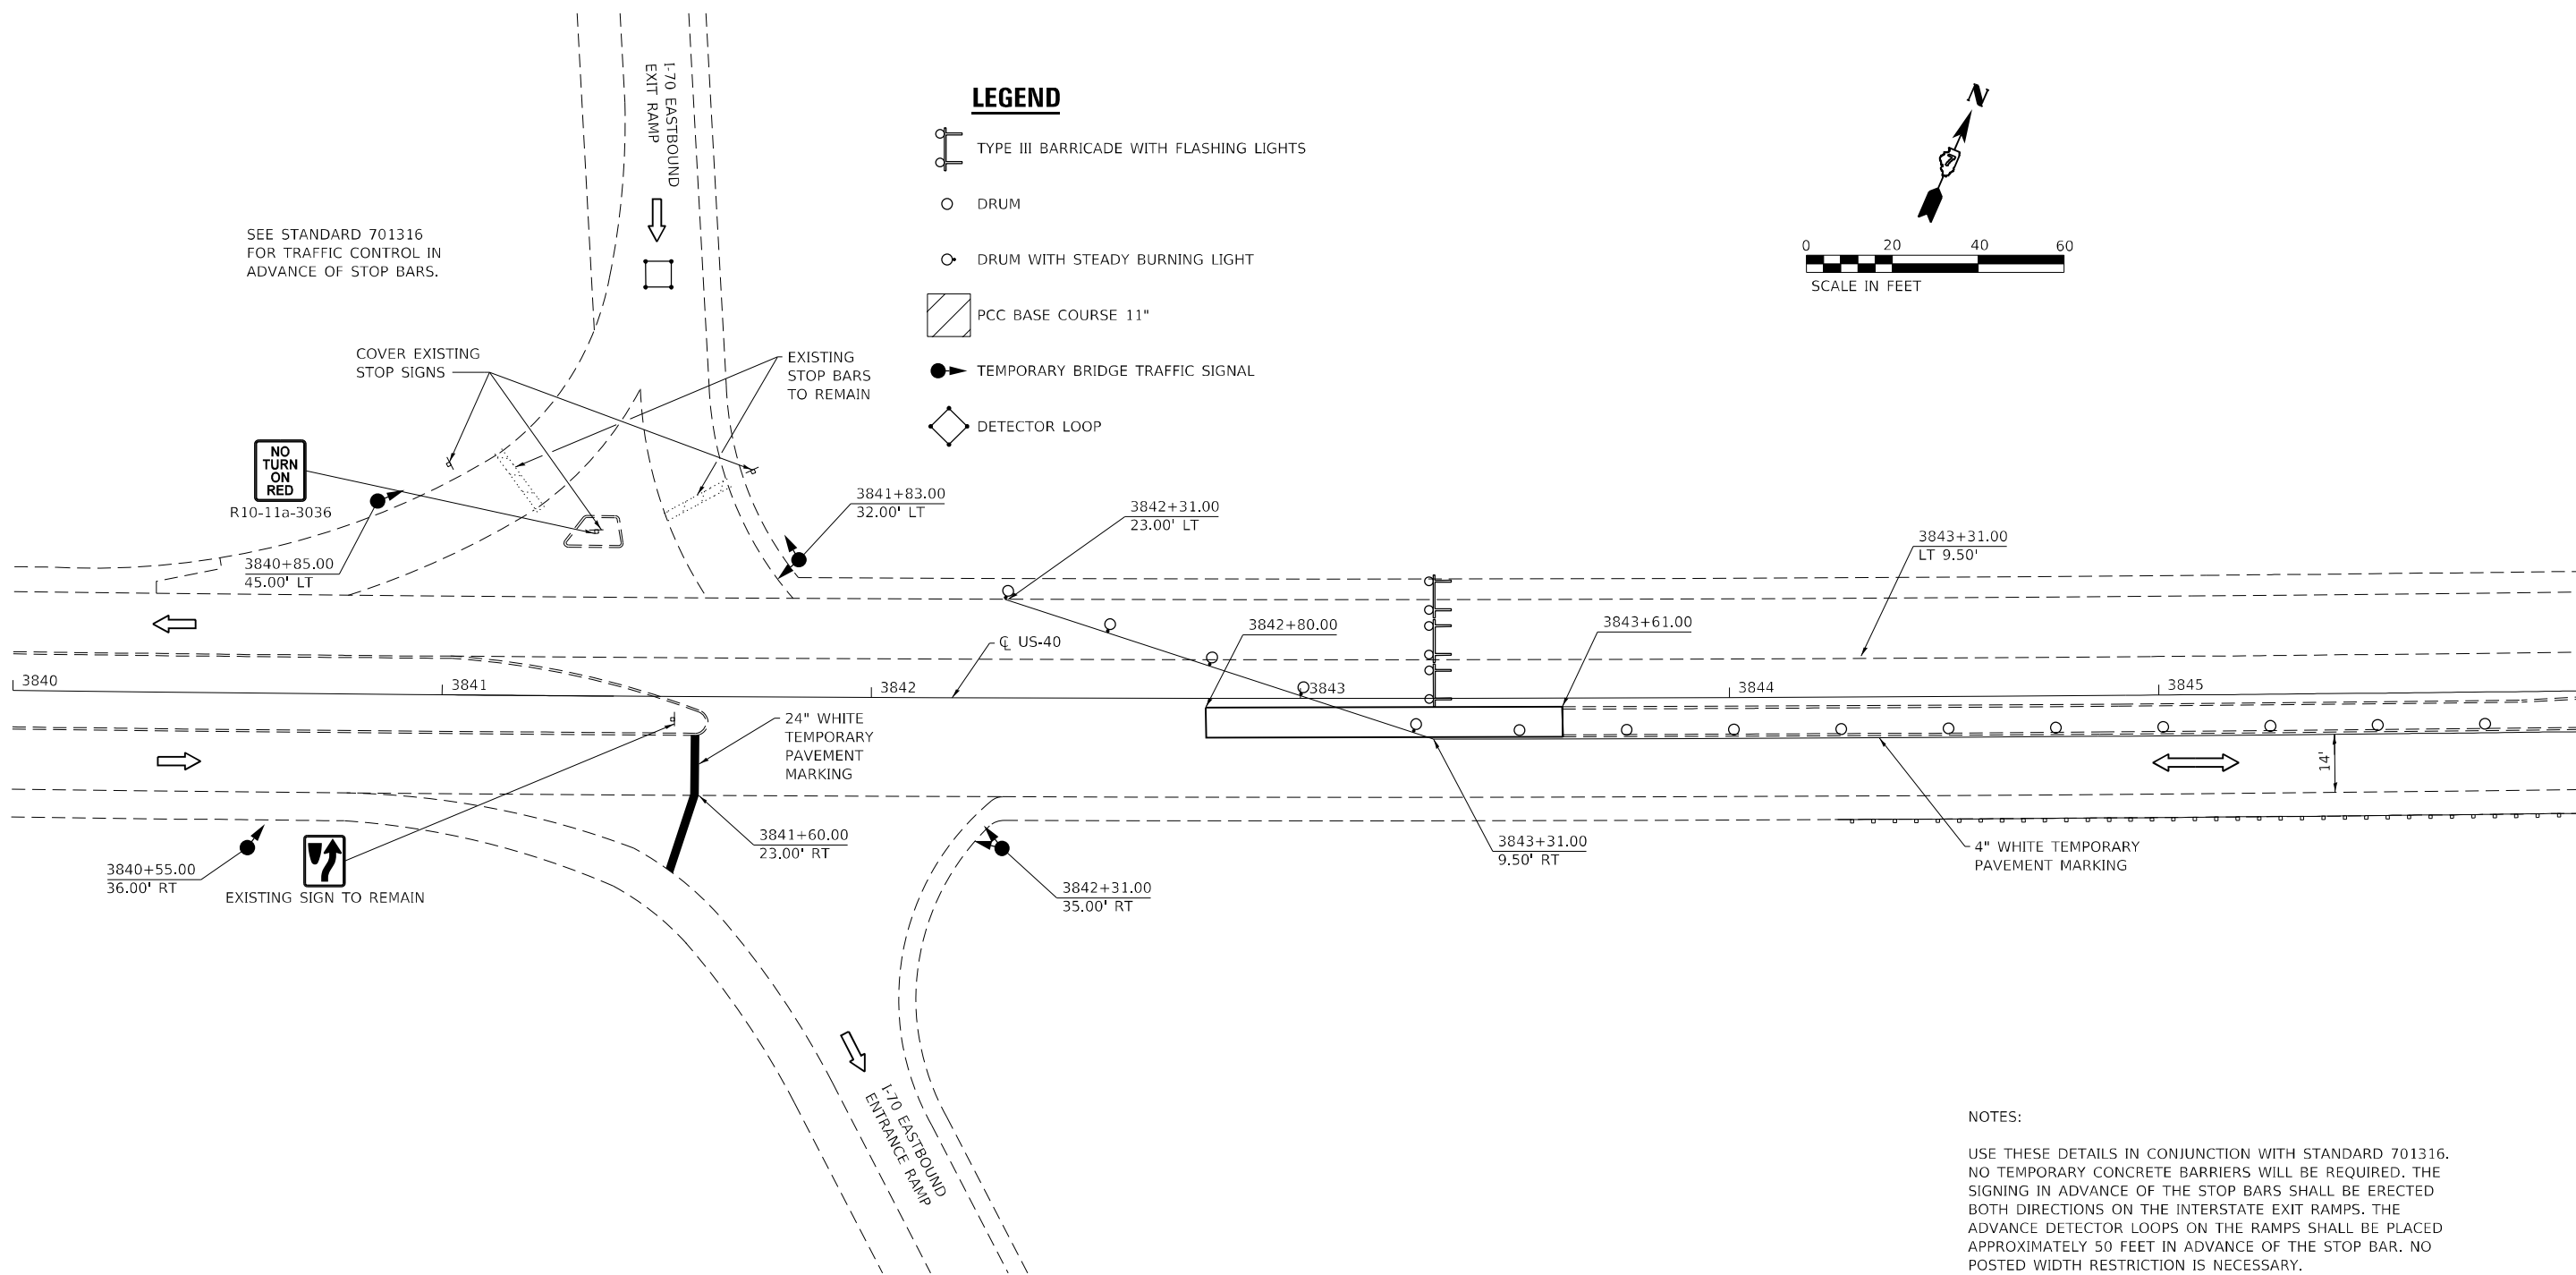 I-70 EASTBOUND
EXIT RAMP
LEGEND
TYPE III BARRICADE WITH FLASHING LIGHTS
DRUM
DRUM WITH STEADY BURNING LIGHT
PCC BASE COURSE 11"
TEMPORARY BRIDGE TRAFFIC SIGNAL
DETECTOR LOOP
N
7
0 20 40 60
SCALE IN FEET
SEE STANDARD 701316
FOR TRAFFIC CONTROL IN
ADVANCE OF STOP BARS.
COVER EXISTING
STOP SIGNS
EXISTING
STOP BARS
TO REMAIN
NO
TURN
ON
RED
R10-11a-3036
3840+85.00
45.00' LT
3841+83.00
32.00' LT
3842+31.00
23.00' LT
3843+31.00
LT 9.50'
3842+80.00
3843+61.00
℄ US-40
3840
3841
3842
3843
3844
3845
24" WHITE
TEMPORARY
PAVEMENT
MARKING
14'
3841+60.00
23.00' RT
3843+31.00
9.50' RT
4" WHITE TEMPORARY
PAVEMENT MARKING
3840+55.00
36.00' RT
EXISTING SIGN TO REMAIN
3842+31.00
35.00' RT
I-70 EASTBOUND
ENTRANCE RAMP
NOTES:
USE THESE DETAILS IN CONJUNCTION WITH STANDARD 701316.
NO TEMPORARY CONCRETE BARRIERS WILL BE REQUIRED. THE
SIGNING IN ADVANCE OF THE STOP BARS SHALL BE ERECTED
BOTH DIRECTIONS ON THE INTERSTATE EXIT RAMPS. THE
ADVANCE DETECTOR LOOPS ON THE RAMPS SHALL BE PLACED
APPROXIMATELY 50 FEET IN ADVANCE OF THE STOP BAR. NO
POSTED WIDTH RESTRICTION IS NECESSARY.